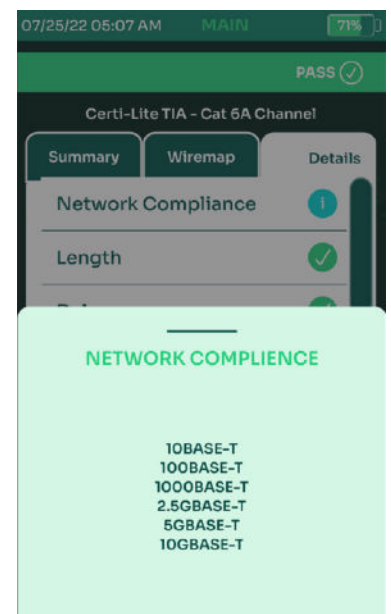 07/25/22 05:07 AM MAIN 71%
PASS
Certi-Lite TIA - Cat 6A Channel
Summary Wiremap Details
Network Compliance
Length
NETWORK COMPLIENCE
10BASE-T
100BASE-T
1000BASE-T
2.5GBASE-T
5GBASE-T
10GBASE-T